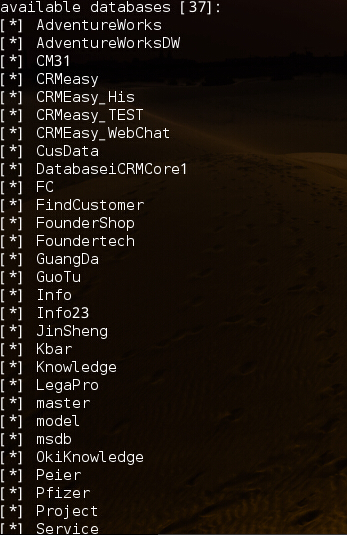 available databases [37]:
[*] AdventureWorks
[*] AdventureWorksDW
[*] CM31
[*] CRMeasy
[*] CRMEasy_His
[*] CRMeasy_TEST
[*] CRMEasy_WebChat
[*] CusData
[*] DatabaseiCRMCore1
[*] FC
[*] FindCustomer
[*] FounderShop
[*] Foundertech
[*] GuangDa
[*] GuoTu
[*] Info
[*] Info23
[*] JinSheng
[*] Kbar
[*] Knowledge
[*] LegaPro
[*] master
[*] model
[*] msdb
[*] OkiKnowledge
[*] Peier
[*] Pfizer
[*] Project
[*] Service